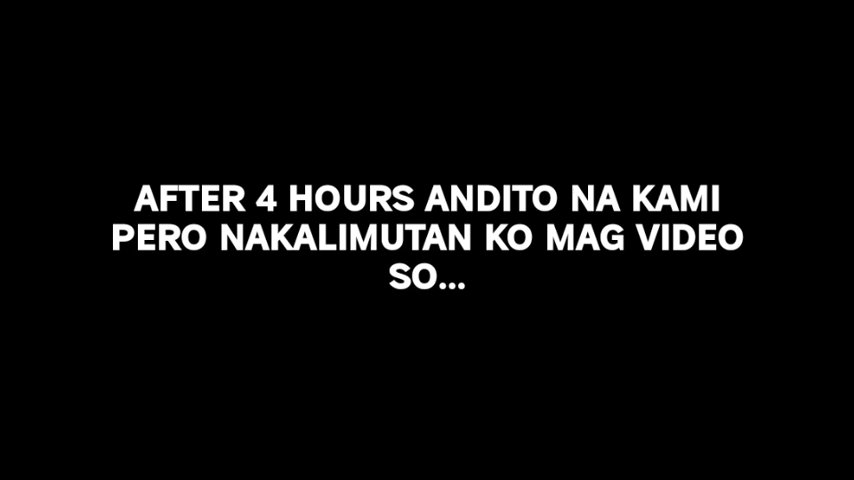 AFTER 4 HOURS ANDITO NA KAMI
PERO NAKALIMUTAN KO MAG VIDEO
SO...